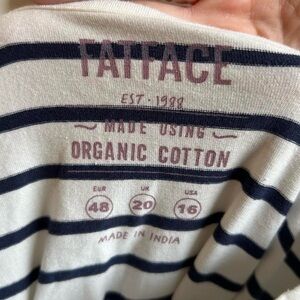 FATFACE
EST · 1988
~ MADE USING ~
ORGANIC COTTON
EUR UK USA
48 20 16
MADE IN INDIA